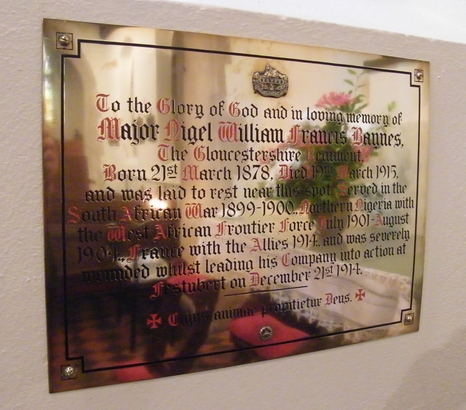 To the Glory of God and in loving memory of
Major Nigel William Francis Baynes,
The Gloucestershire Regiment.
Born 21st March 1878, Died 19th March 1915,
and was laid to rest near this spot. Served in the
South African War 1899-1900., Northern Nigeria with
the West African Frontier Force July 1901-August
1904., France with the Allies 1914, and was severely
wounded whilst leading his Company into action at
Festubert on December 21st 1914.
✠ Cujus animae propitietur Deus. ✠